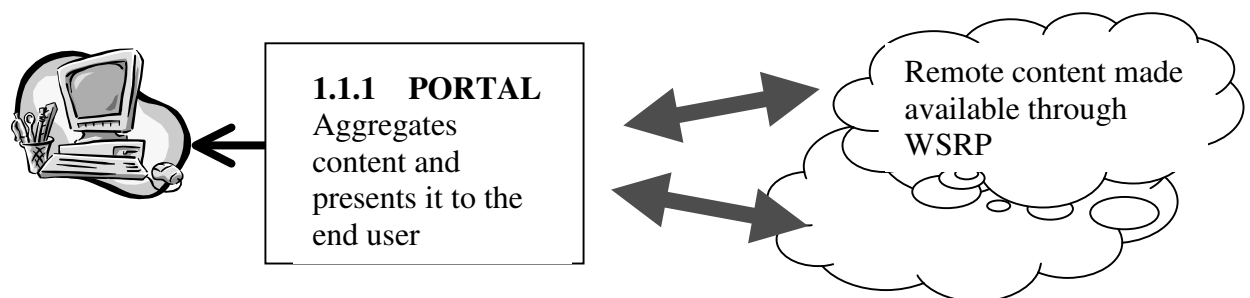 1.1.1 PORTAL
Aggregates
content and
presents it to the
end user
Remote content made
available through
WSRP